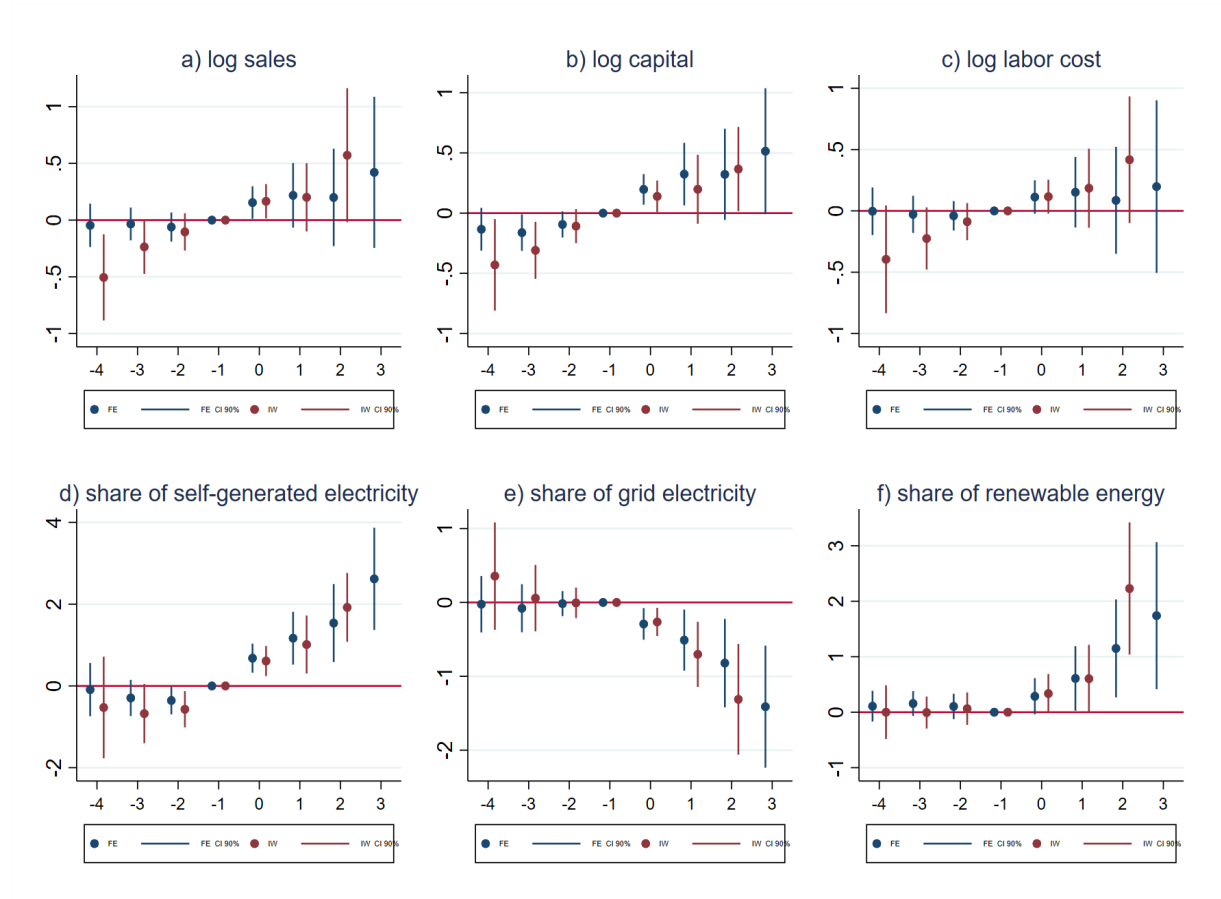 a) log sales
1
.5
0
-.5
-1
-4 -3 -2 -1 0 1 2 3
FE FE CI 90% IW IW CI 90%
b) log capital
1
.5
0
-.5
-1
-4 -3 -2 -1 0 1 2 3
FE FE CI 90% IW IW CI 90%
c) log labor cost
1
.5
0
-.5
-1
-4 -3 -2 -1 0 1 2 3
FE FE CI 90% IW IW CI 90%
d) share of self-generated electricity
4
2
0
-2
-4 -3 -2 -1 0 1 2 3
FE FE CI 90% IW IW CI 90%
e) share of grid electricity
1
0
-1
-2
-4 -3 -2 -1 0 1 2 3
FE FE CI 90% IW IW CI 90%
f) share of renewable energy
3
2
1
0
-1
-4 -3 -2 -1 0 1 2 3
FE FE CI 90% IW IW CI 90%